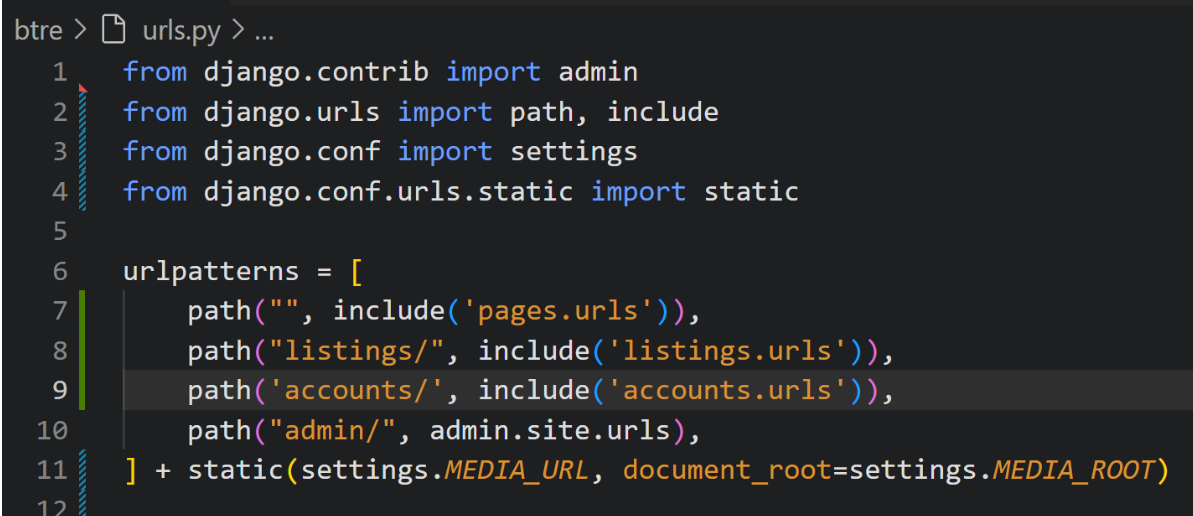 btre > urls.py > ...
1 from django.contrib import admin
2 from django.urls import path, include
3 from django.conf import settings
4 from django.conf.urls.static import static
5
6 urlpatterns = [
7     path("", include('pages.urls')),
8     path("listings/", include('listings.urls')),
9     path('accounts/', include('accounts.urls')),
10     path("admin/", admin.site.urls),
11 ] + static(settings.MEDIA_URL, document_root=settings.MEDIA_ROOT)
12